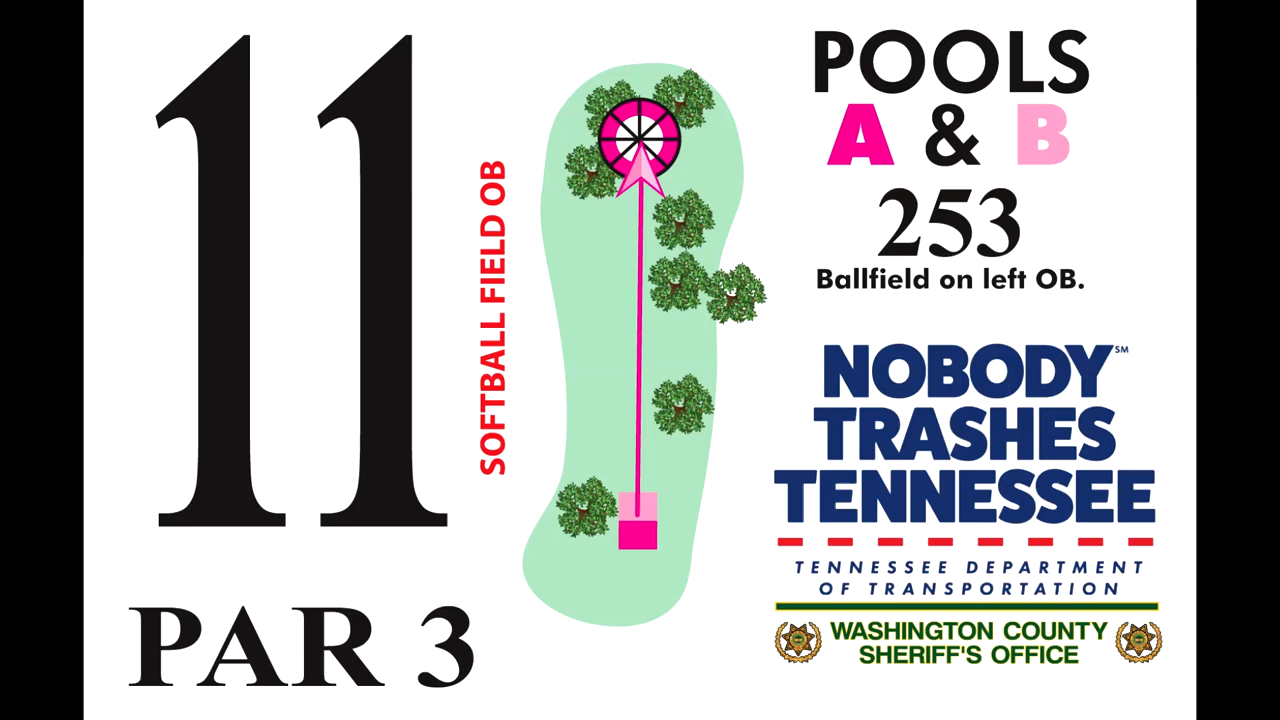 11
PAR 3
SOFTBALL FIELD OB
POOLS
A & B
253
Ballfield on left OB.
NOBODY℠
TRASHES
TENNESSEE
TENNESSEE DEPARTMENT
OF TRANSPORTATION
WASHINGTON COUNTY
SHERIFF'S OFFICE